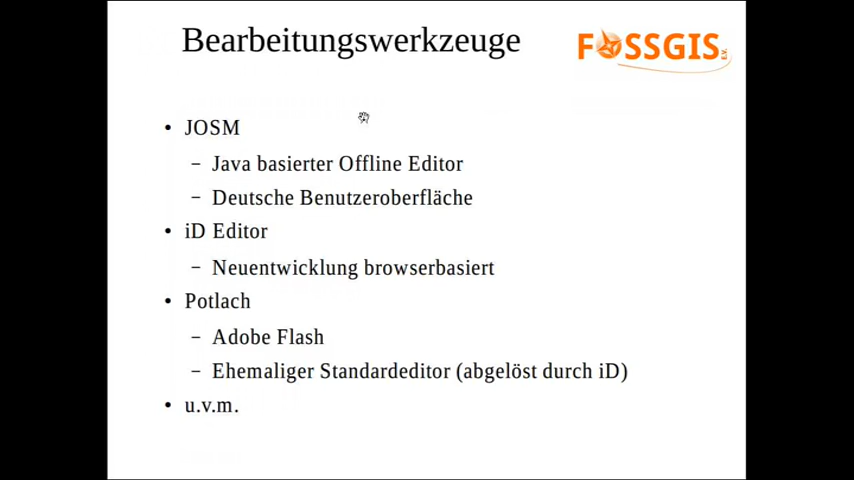 Bearbeitungswerkzeuge
FOSSGIS e.V.
• JOSM
– Java basierter Offline Editor
– Deutsche Benutzeroberfläche
• iD Editor
– Neuentwicklung browserbasiert
• Potlach
– Adobe Flash
– Ehemaliger Standardeditor (abgelöst durch iD)
• u.v.m.